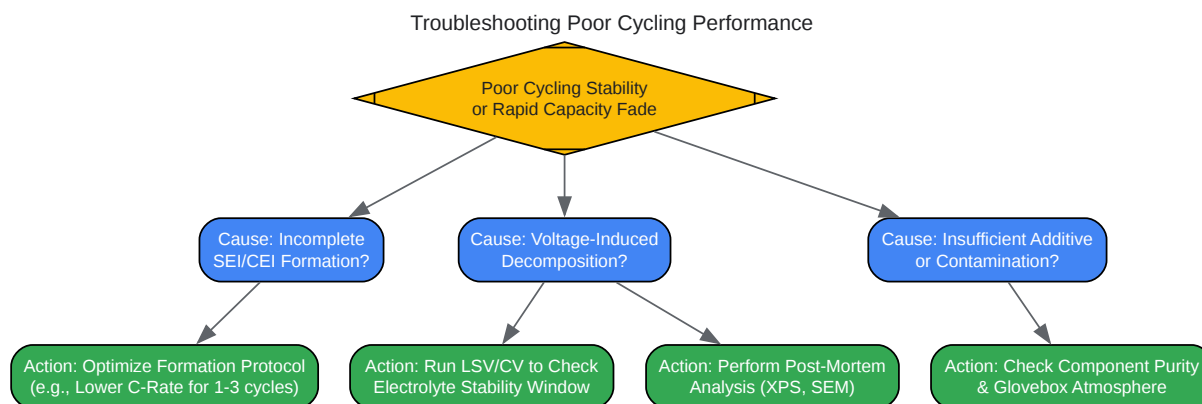 Troubleshooting Poor Cycling Performance
Poor Cycling Stability
or Rapid Capacity Fade
Cause: Incomplete
SEI/CEI Formation?
Cause: Voltage-Induced
Decomposition?
Cause: Insufficient Additive
or Contamination?
Action: Optimize Formation Protocol
(e.g., Lower C-Rate for 1-3 cycles)
Action: Run LSV/CV to Check
Electrolyte Stability Window
Action: Perform Post-Mortem
Analysis (XPS, SEM)
Action: Check Component Purity
& Glovebox Atmosphere